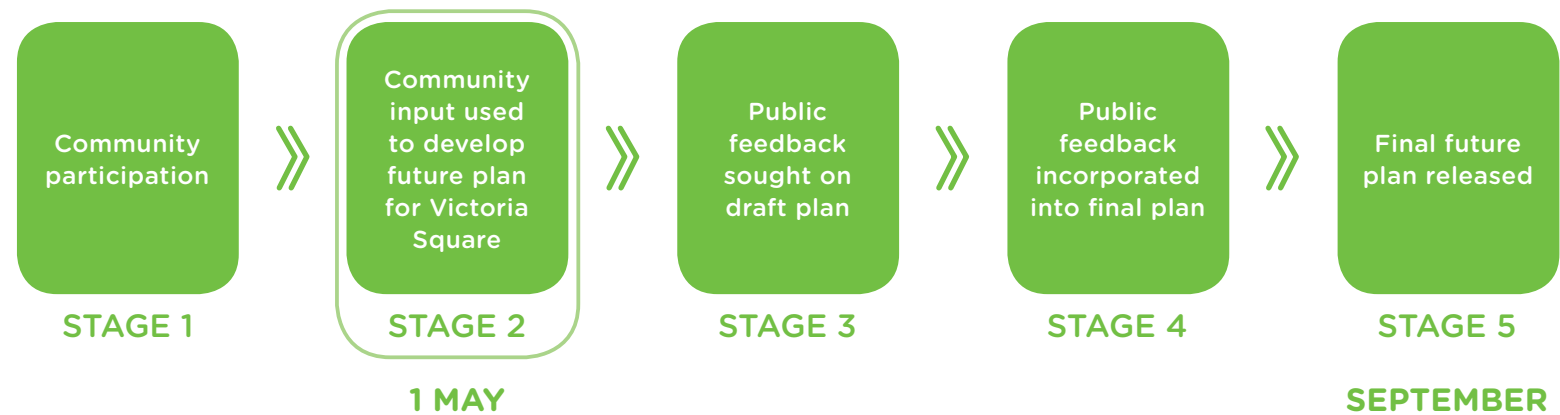 Community
participation
Community
input used
to develop
future plan
for Victoria
Square
Public
feedback
sought on
draft plan
Public
feedback
incorporated
into final plan
Final future
plan released
STAGE 1
STAGE 2
STAGE 3
STAGE 4
STAGE 5
1 MAY
SEPTEMBER